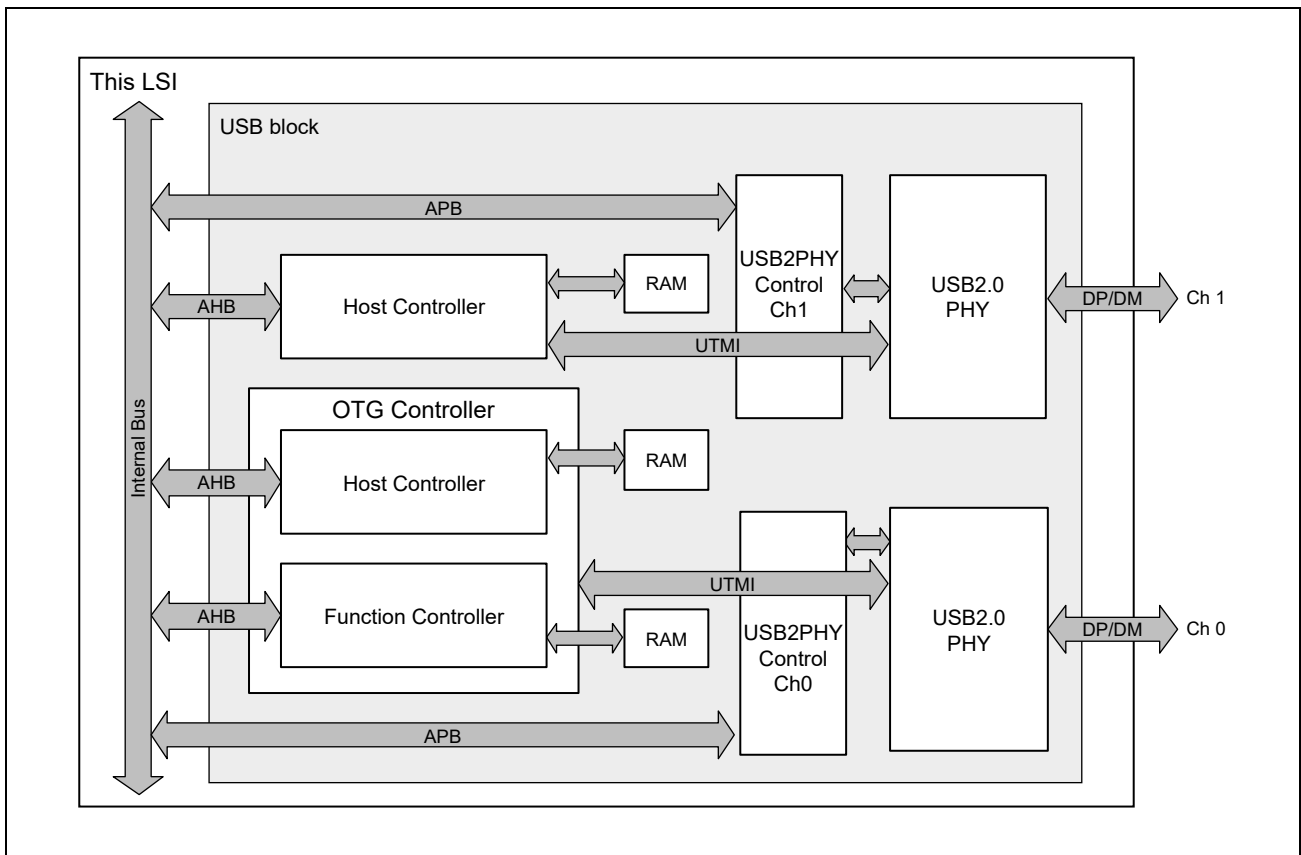 This LSI
USB block
APB
USB2PHY
Control
Ch1
USB2.0
PHY
AHB
Host Controller
RAM
DP/DM
Ch 1
UTMI
OTG Controller
Internal Bus
AHB
Host Controller
RAM
UTMI
AHB
Function Controller
RAM
USB2PHY
Control
Ch0
USB2.0
PHY
DP/DM
Ch 0
APB